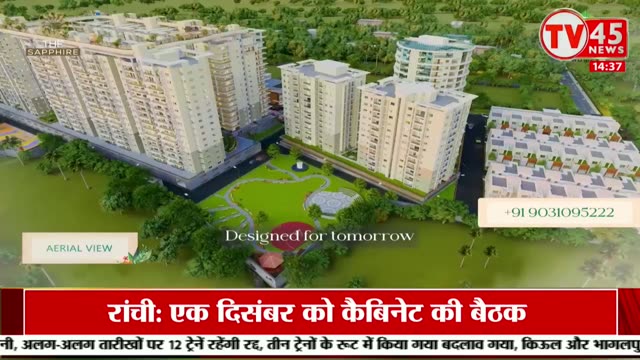 THE
SAPPHIRE
TV45
NEWS
14:37
+91 9031095222
Designed for tomorrow
AERIAL VIEW
रांची: एक दिसंबर को कैबिनेट की बैठक
नी, अलग-अलग तारीखों पर 12 ट्रेनें रहेंगी रद्द, तीन ट्रेनों के रूट में किया गया बदलाव गया, किऊल और भागलपु